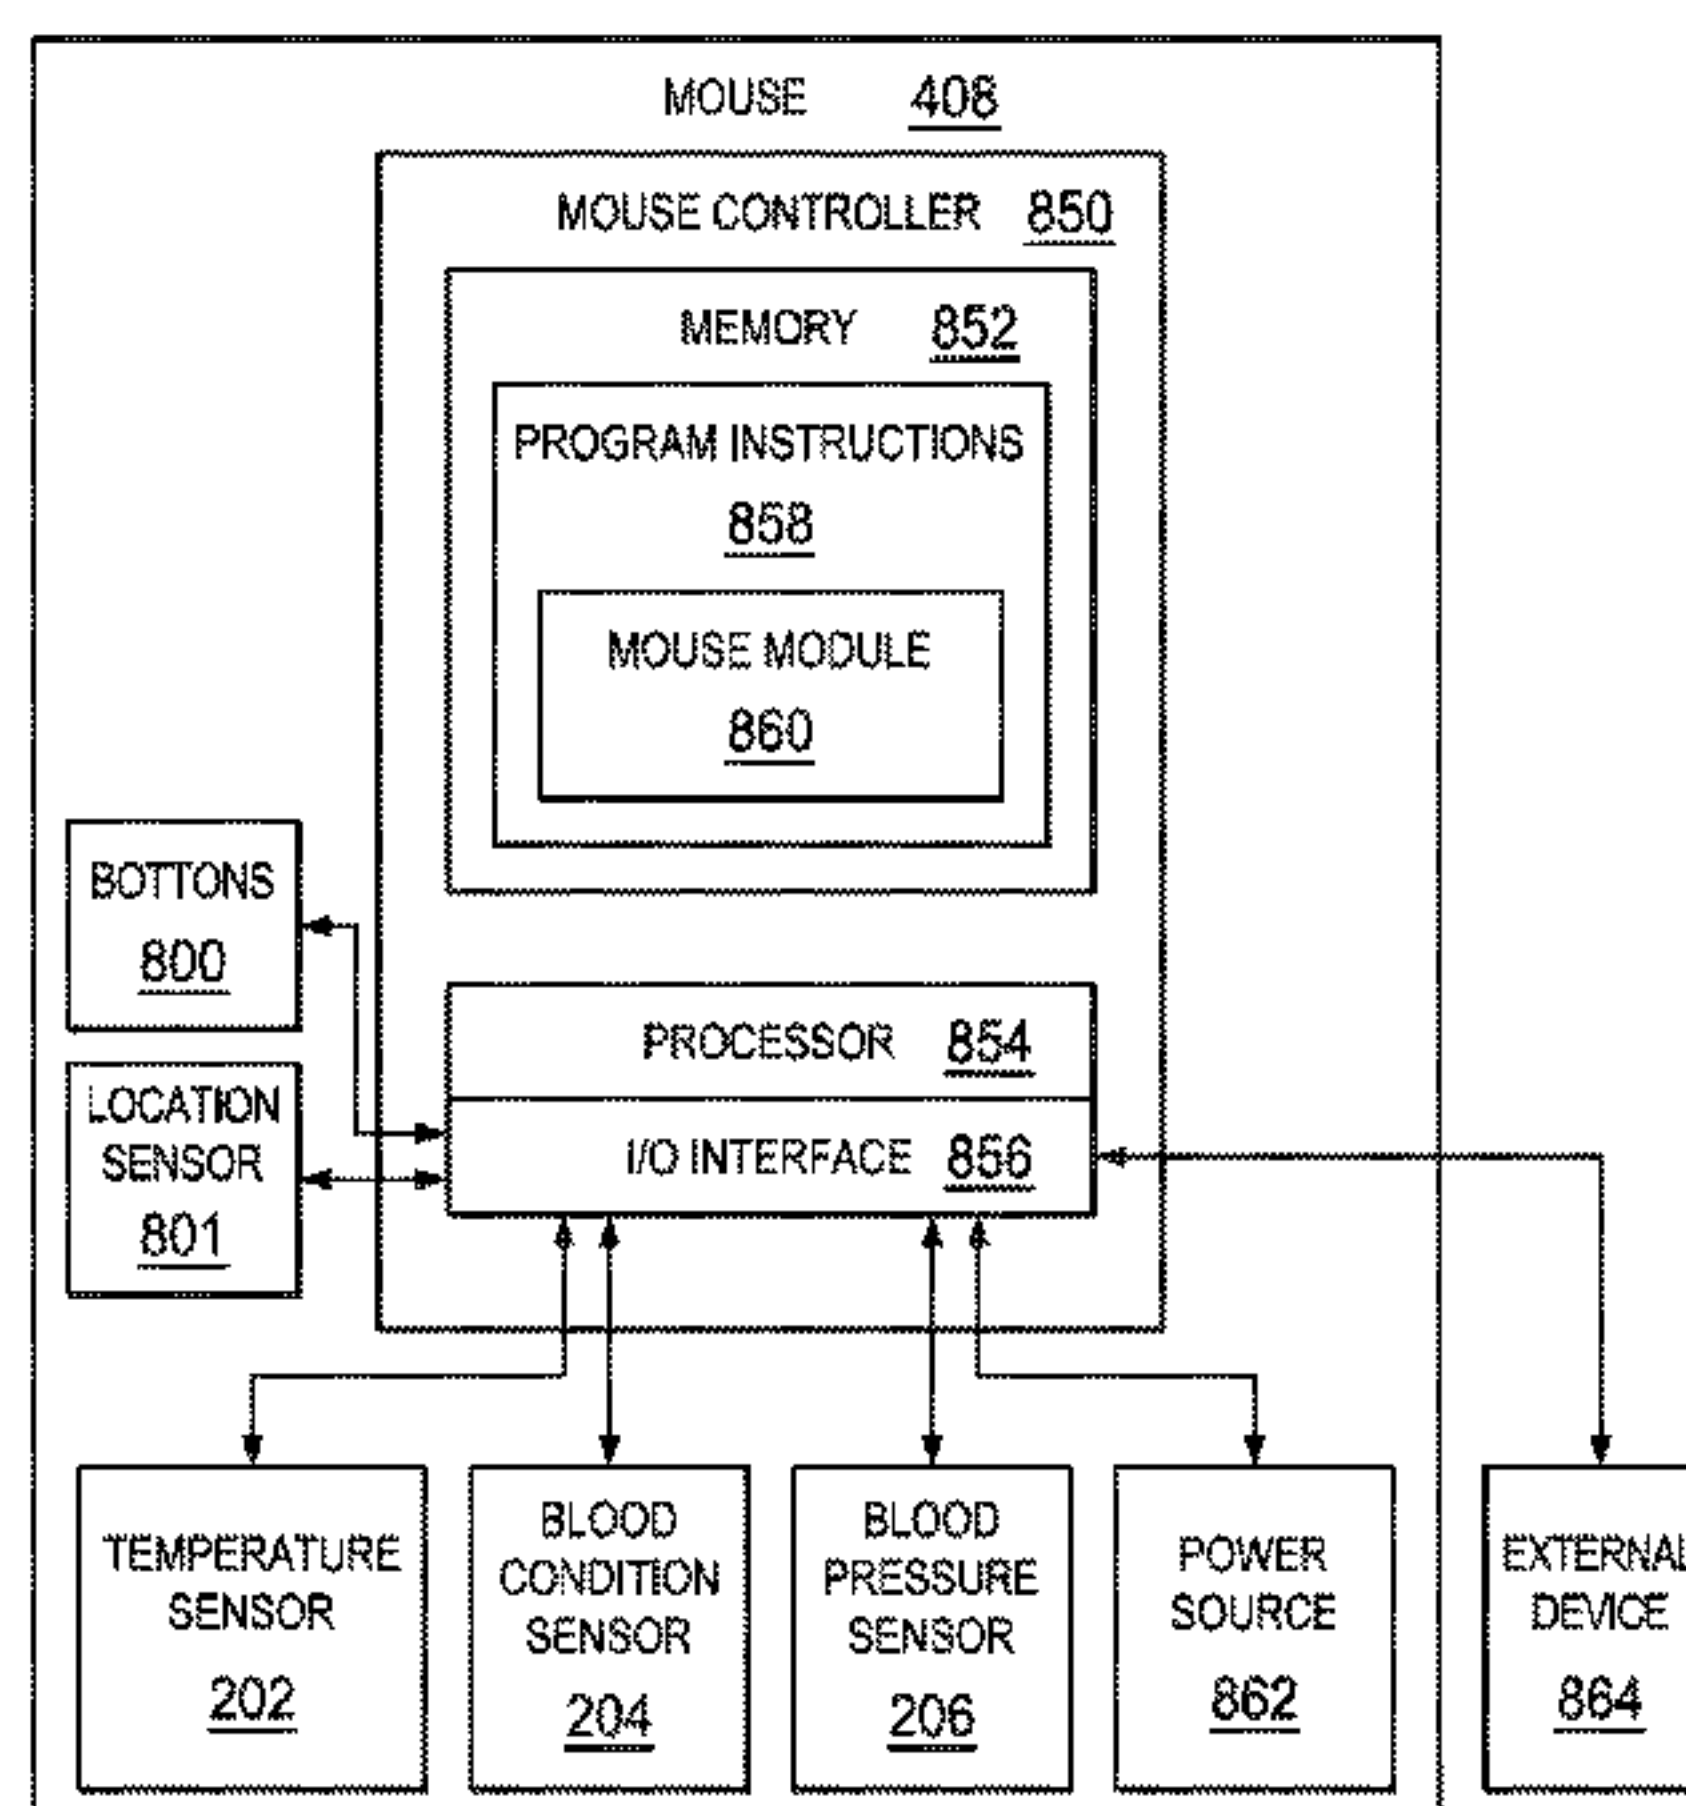 MOUSE 408
MOUSE CONTROLLER 850
MEMORY 852
PROGRAM INSTRUCTIONS
858
MOUSE MODULE
860
BOTTONS
800
PROCESSOR 854
LOCATION
SENSOR
801
I/O INTERFACE 856
TEMPERATURE
SENSOR
202
BLOOD
CONDITION
SENSOR
204
BLOOD
PRESSURE
SENSOR
206
POWER
SOURCE
862
EXTERNAL
DEVICE
864